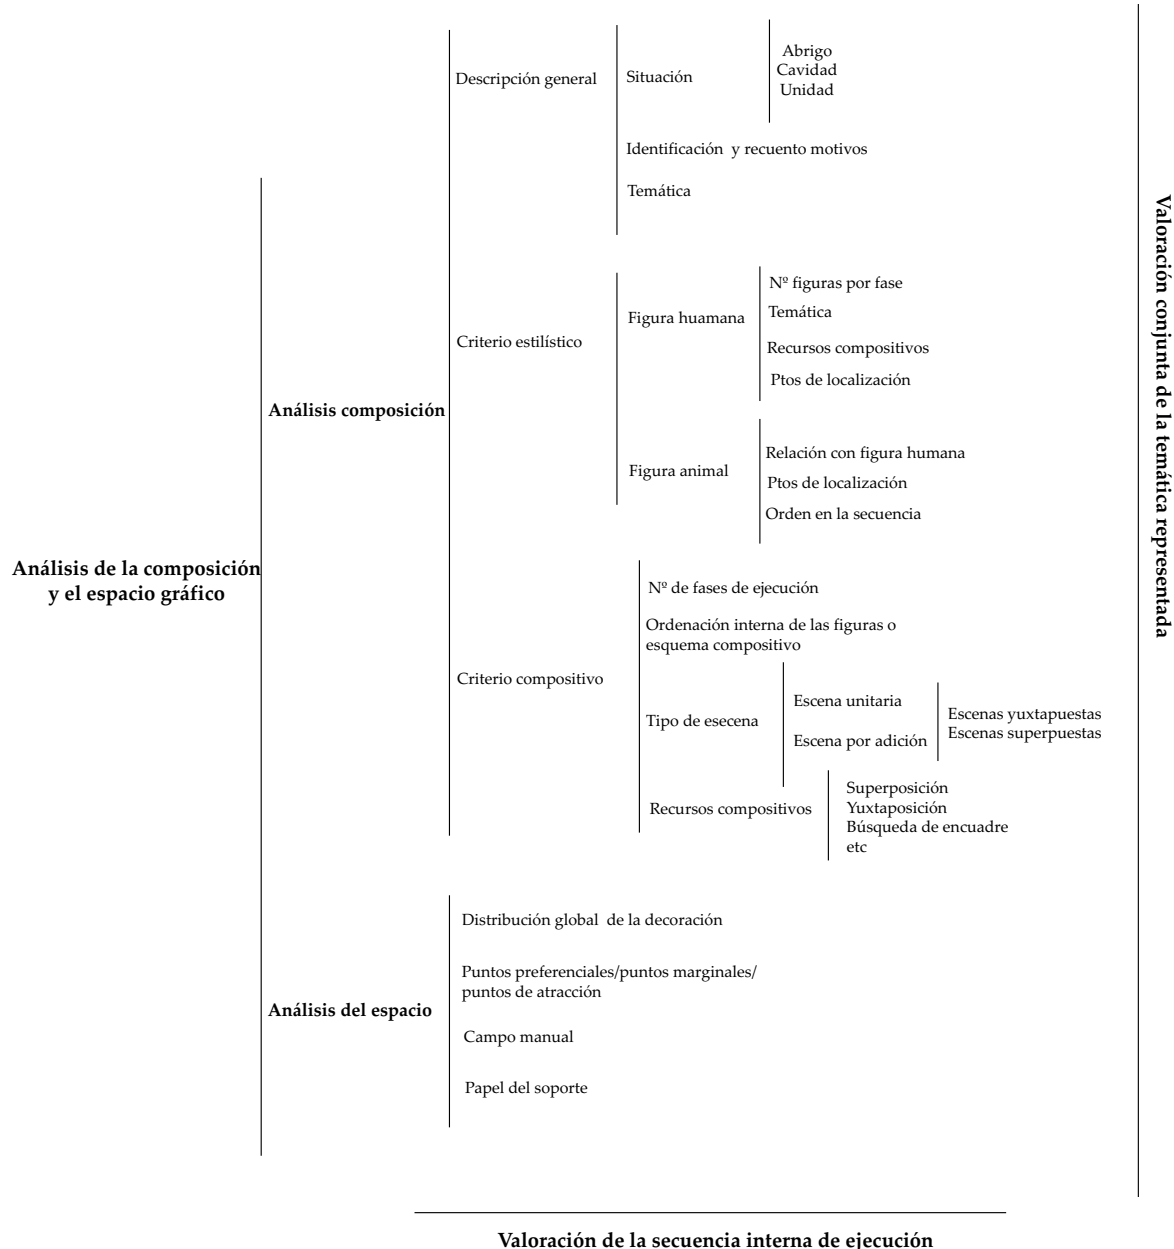 Análisis de la composición
y el espacio gráfico
Análisis composición
Descripción general
Situación
Abrigo
Cavidad
Unidad
Identificación y recuento motivos
Temática
Criterio estilístico
Figura huamana
Nº figuras por fase
Temática
Recursos compositivos
Ptos de localización
Figura animal
Relación con figura humana
Ptos de localización
Orden en la secuencia
Criterio compositivo
Nº de fases de ejecución
Ordenación interna de las figuras o
esquema compositivo
Tipo de esecena
Escena unitaria
Escena por adición
Escenas yuxtapuestas
Escenas superpuestas
Recursos compositivos
Superposición
Yuxtaposición
Búsqueda de encuadre
etc
Análisis del espacio
Distribución global de la decoración
Puntos preferenciales/puntos marginales/
puntos de atracción
Campo manual
Papel del soporte
Valoración conjunta de la temática representada
Valoración de la secuencia interna de ejecución